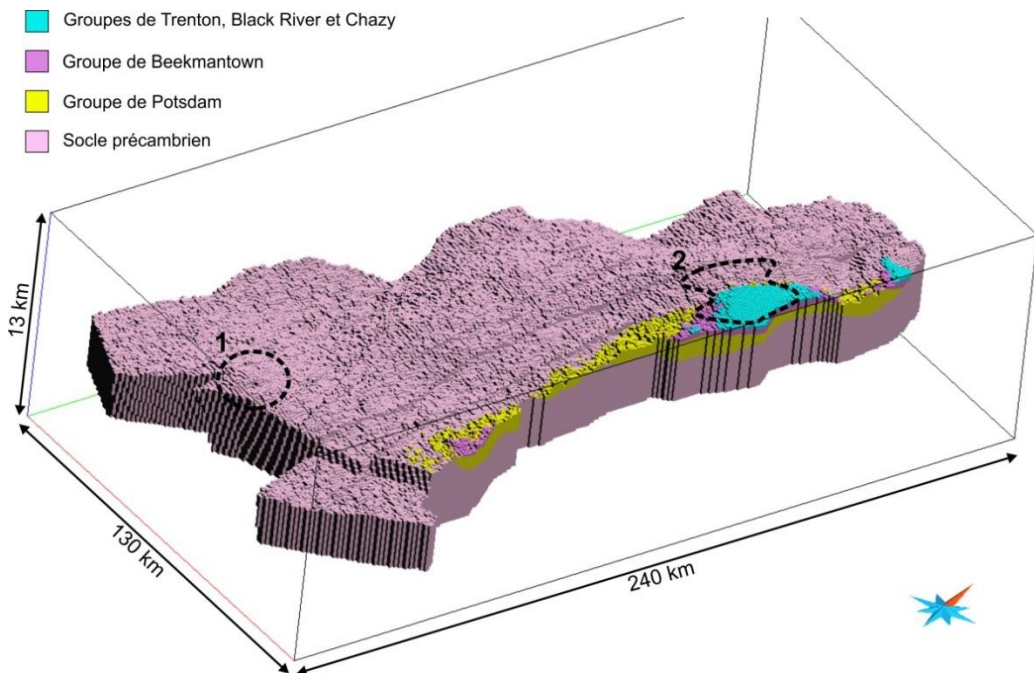 Groupes de Trenton, Black River et Chazy
Groupe de Beekmantown
Groupe de Potsdam
Socle précambrien
2
13 km
1
130 km
240 km